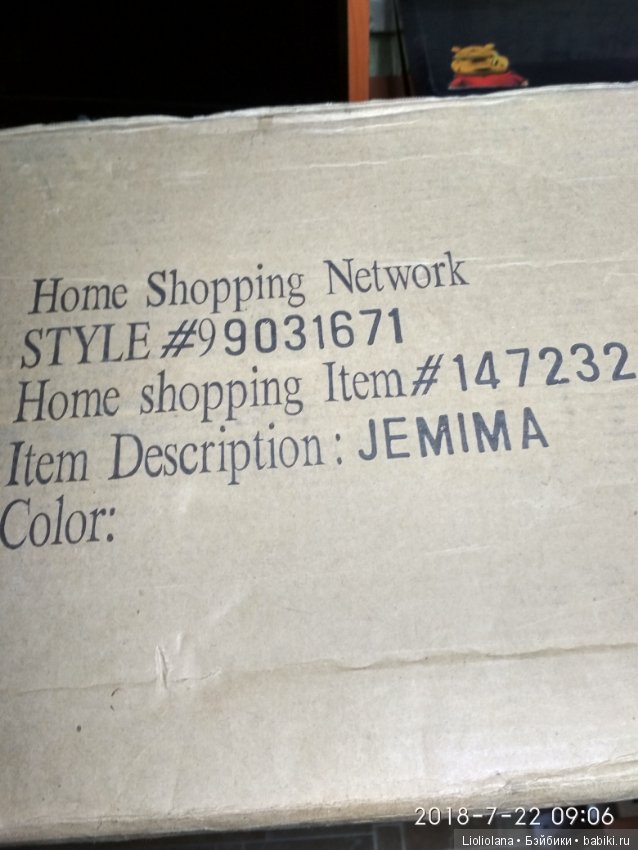 Home Shopping Network
STYLE #99031671
Home shopping Item# 147232
Item Description: JEMIMA
Color:
2018-7-22 09:06
Lioliolana • Бэйбики • babiki.ru